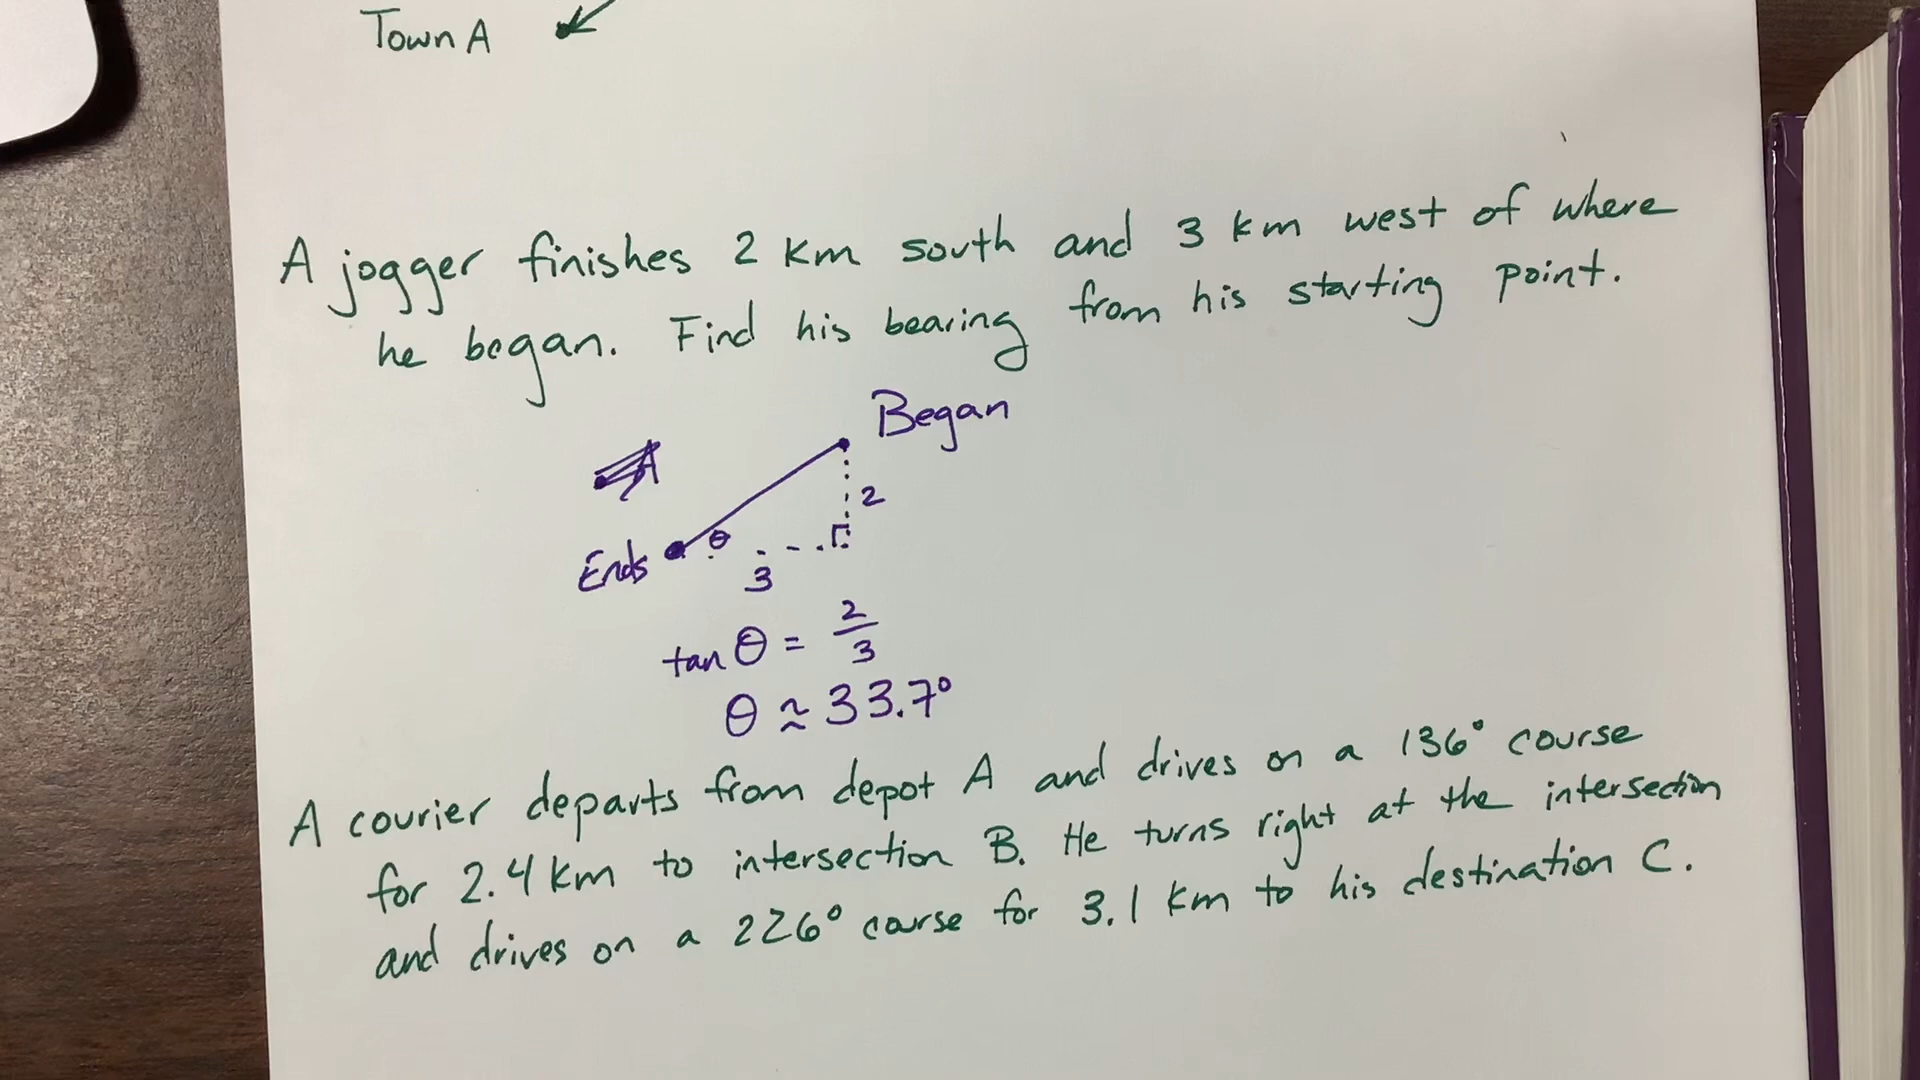 Town A
A jogger finishes 2 km south and 3 km west of where
he began. Find his bearing from his starting point.
Began
2
Ends θ
3
tan θ = 2/3
θ ≈ 33.7°
A courier departs from depot A and drives on a 136° course
for 2.4 km to intersection B. He turns right at the intersection
and drives on a 226° course for 3.1 km to his destination C.